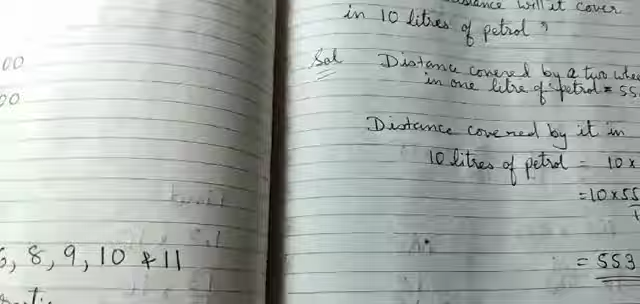 00
00
5, 8, 9, 10 & 11
distance will it cover
in 10 litres of petrol ?
Sol Distance covered by a two whee
in one litre of petrol = 55.
Distance covered by it in
10 litres of petrol = 10 x
= 10 x 55
= 553